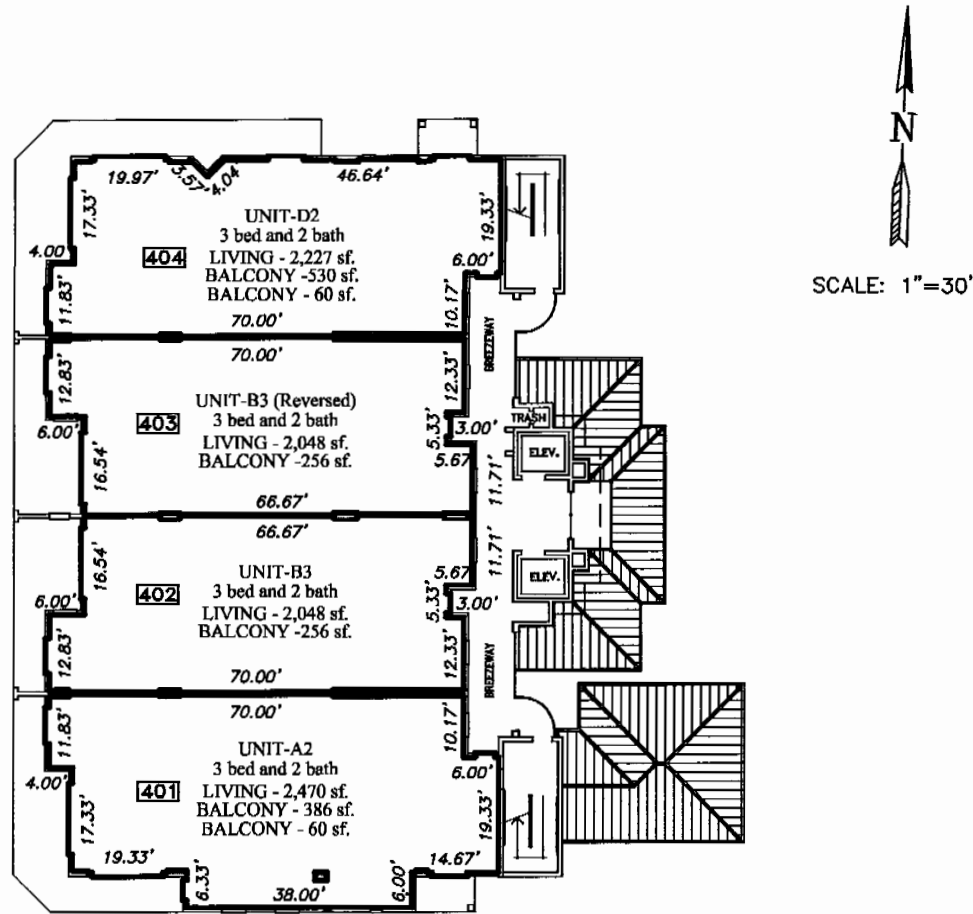 N
SCALE: 1"=30'
19.97'
3.57'
4.04
46.64'
17.33'
19.33'
UNIT-D2
3 bed and 2 bath
404
LIVING - 2,227 sf.
BALCONY -530 sf.
BALCONY - 60 sf.
4.00'
6.00'
11.83'
10.17'
70.00'
BREEZEWAY
70.00'
12.83'
12.33'
UNIT-B3 (Reversed)
3 bed and 2 bath
403
LIVING - 2,048 sf.
BALCONY -256 sf.
6.00'
5.33'
3.00'
TRASH
ELEV.
5.67
16.54'
11.71'
66.67'
66.67'
16.54'
11.71'
UNIT-B3
3 bed and 2 bath
402
LIVING - 2,048 sf.
BALCONY -256 sf.
5.67
ELEV.
6.00'
5.33'
3.00'
12.83'
12.33'
BREEZEWAY
70.00'
70.00'
11.83'
10.17'
UNIT-A2
3 bed and 2 bath
401
LIVING - 2,470 sf.
BALCONY - 386 sf.
BALCONY - 60 sf.
4.00'
6.00'
17.33'
19.33'
19.33'
14.67'
6.33'
38.00'
6.00'